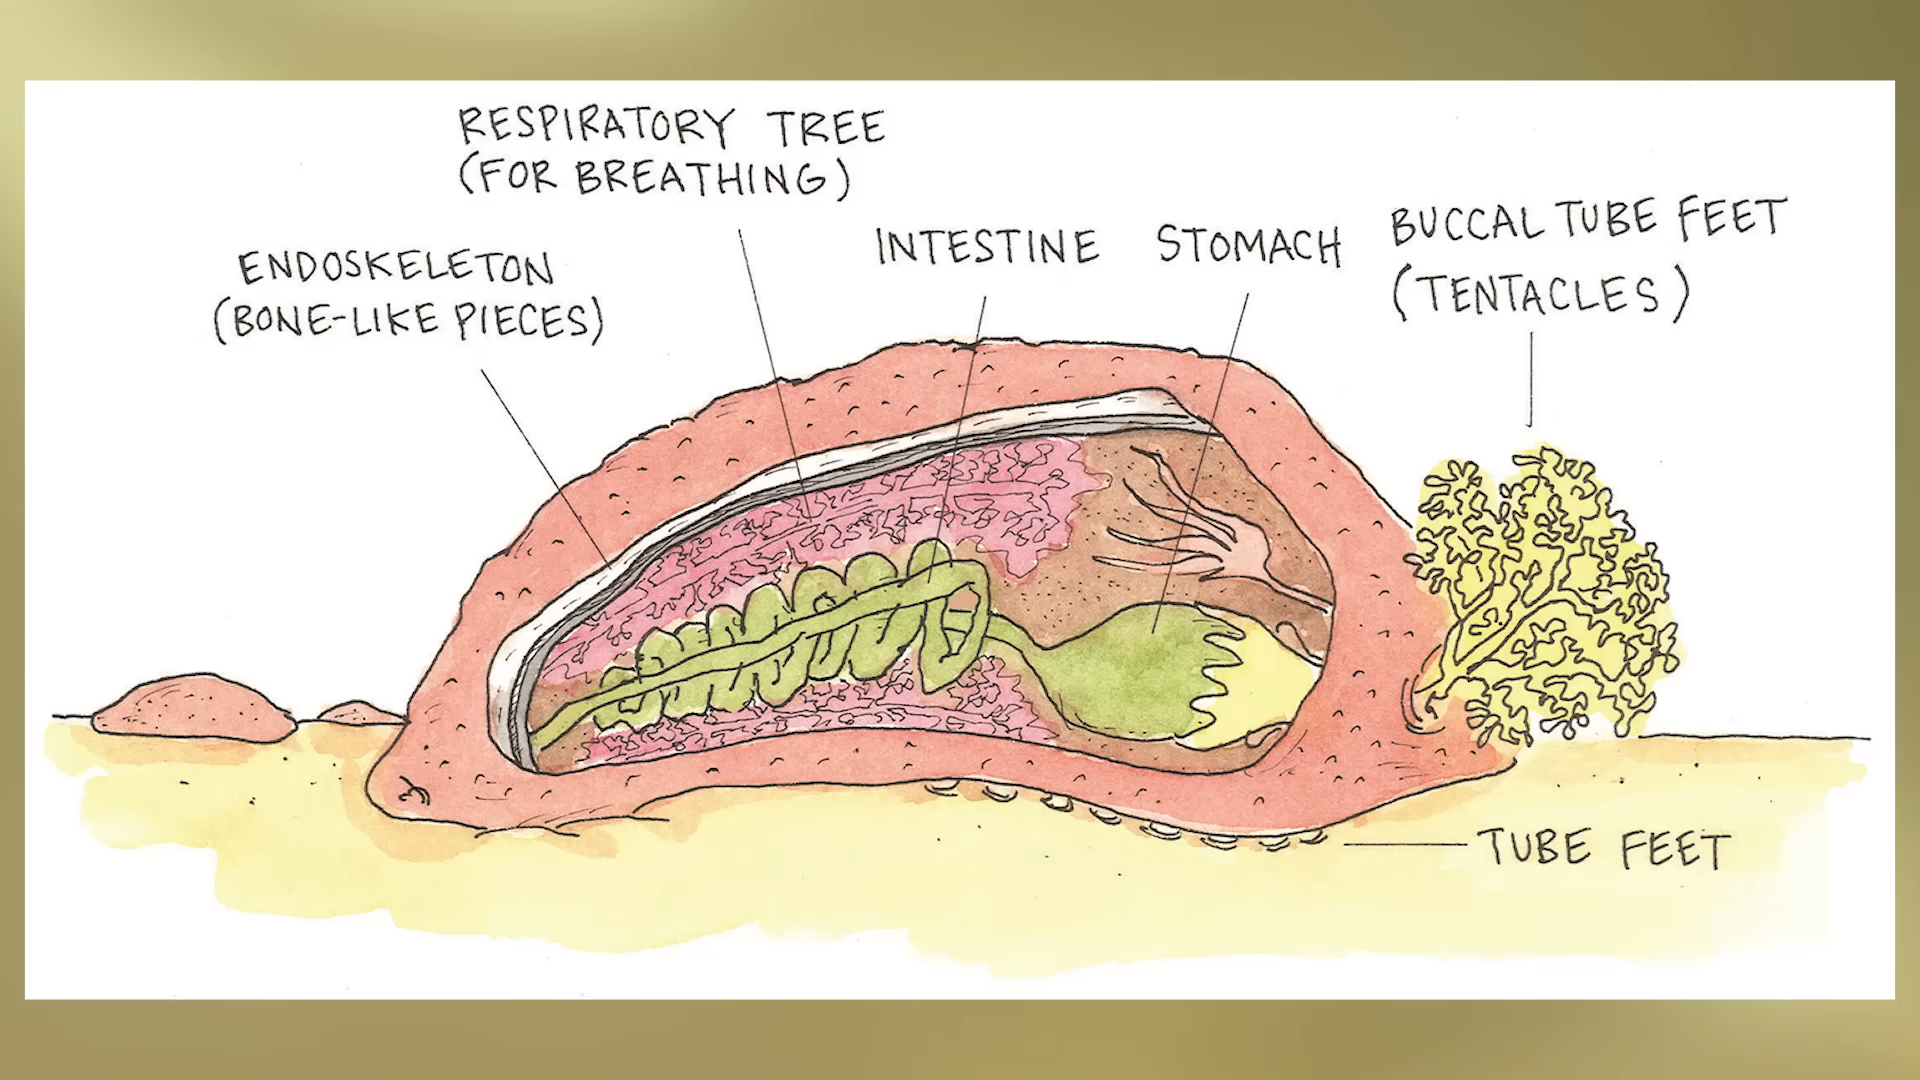 RESPIRATORY TREE
(FOR BREATHING)
ENDOSKELETON
(BONE-LIKE PIECES)
INTESTINE
STOMACH
BUCCAL TUBE FEET
(TENTACLES)
TUBE FEET